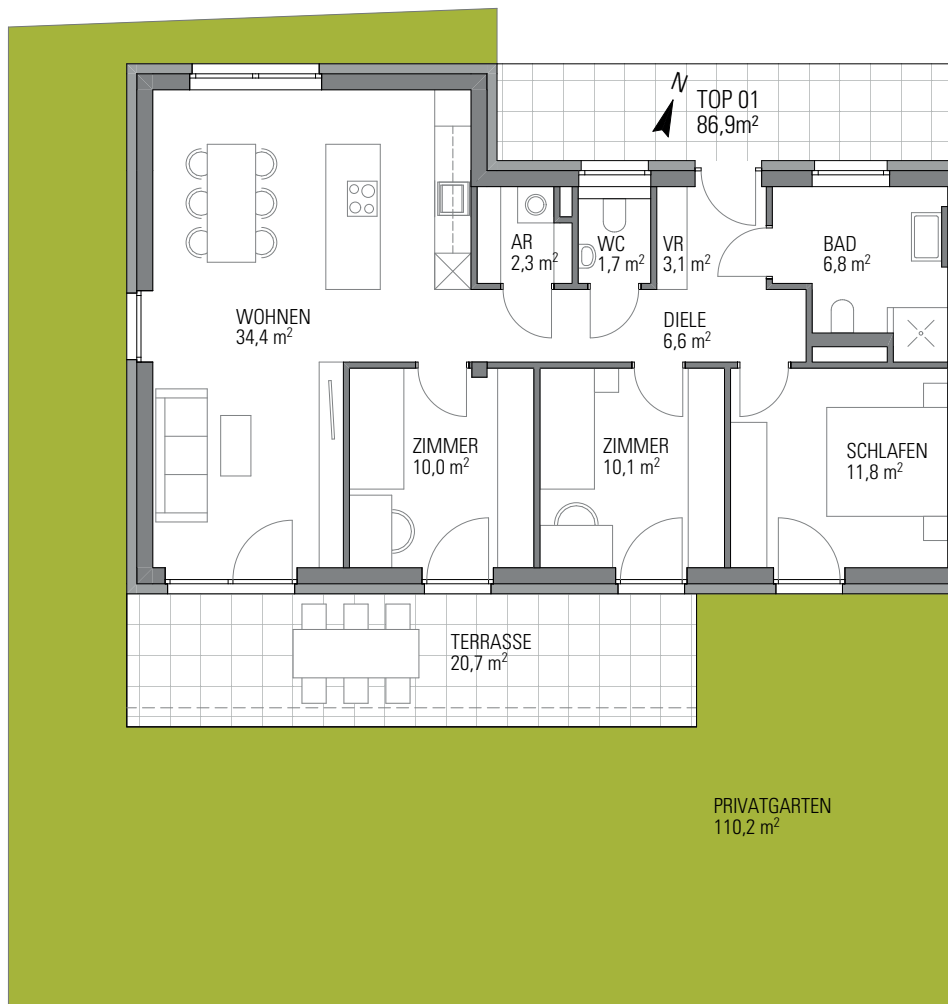 N
TOP 01
86,9m²
AR
2,3 m²
WC
1,7 m²
VR
3,1 m²
BAD
6,8 m²
WOHNEN
34,4 m²
DIELE
6,6 m²
ZIMMER
10,0 m²
ZIMMER
10,1 m²
SCHLAFEN
11,8 m²
TERRASSE
20,7 m²
PRIVATGARTEN
110,2 m²